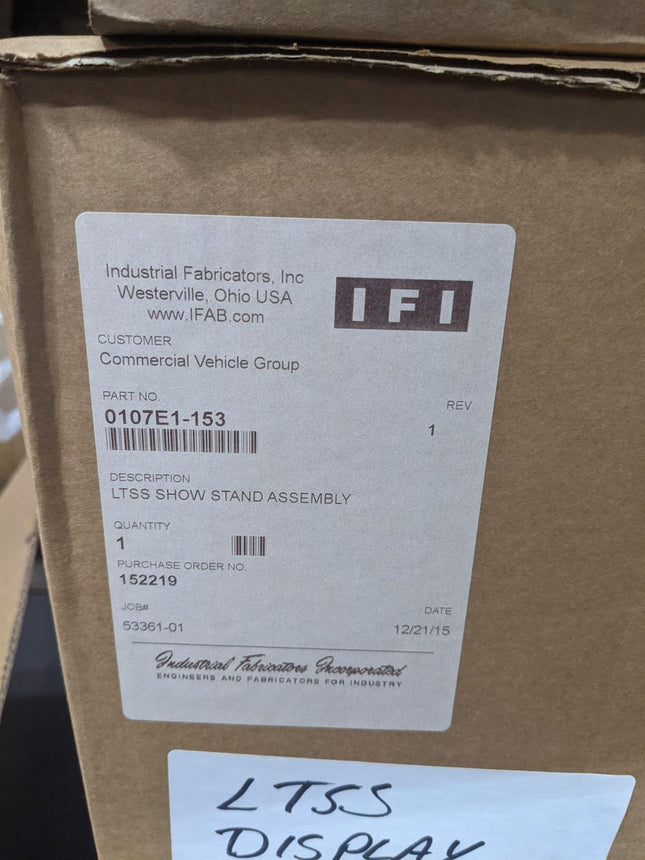 Industrial Fabricators, Inc
Westerville, Ohio USA
www.IFAB.com
IFI
CUSTOMER
Commercial Vehicle Group
PART NO
0107E1-153
REV
1
DESCRIPTION
LTSS SHOW STAND ASSEMBLY
QUANTITY
1
PURCHASE ORDER NO.
152219
JOB#
53361-01
DATE
12/21/15
Industrial Fabricators Incorporated
ENGINEERS AND FABRICATORS FOR INDUSTRY
LTSS
DISPLAY